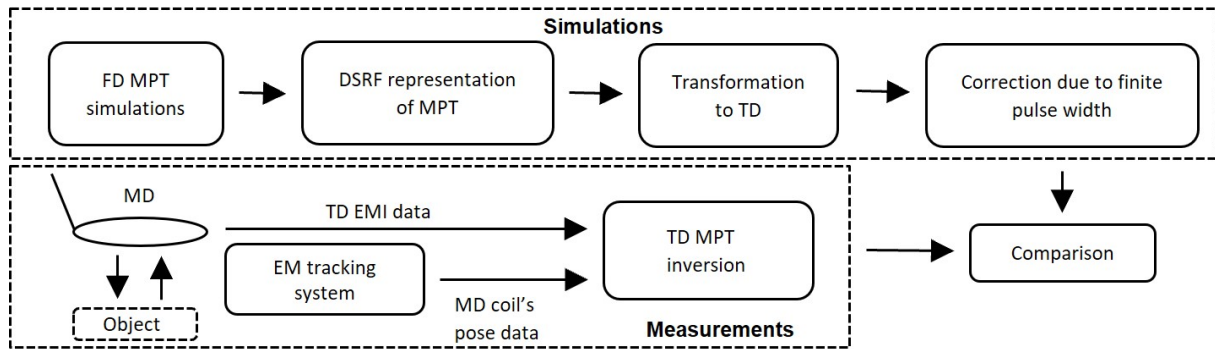 Simulations
FD MPT
simulations
DSRF representation
of MPT
Transformation
to TD
Correction due to finite
pulse width
MD
TD EMI data
EM tracking
system
MD coil's
pose data
TD MPT
inversion
Object
Measurements
Comparison